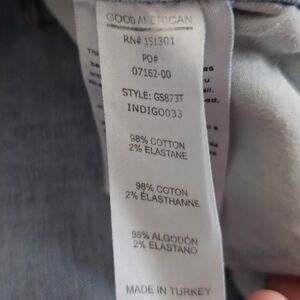 GOOD AMERICAN
RN# 151301
PO#
07162-00
STYLE: GS873T
INDIGO033
98% COTTON
2% ELASTANE
98% COTON
2% ÉLASTHANNE
98% ALGODÓN
2% ELASTANO
MADE IN TURKEY